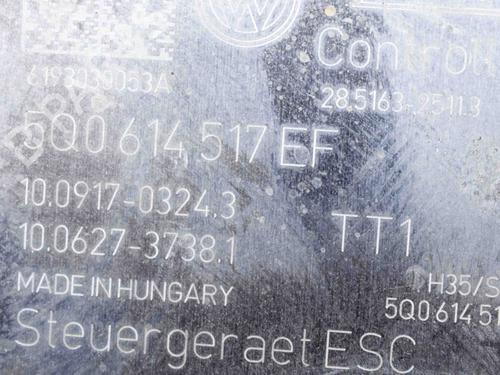 Control
6193030053A
28.5163-2511.3
5Q0 614 517 EF
10.0917-0324.3
10.0627-3738.1
TT1
MADE IN HUNGARY
H35/S
5Q0 614 51
Steuergeraet ESC